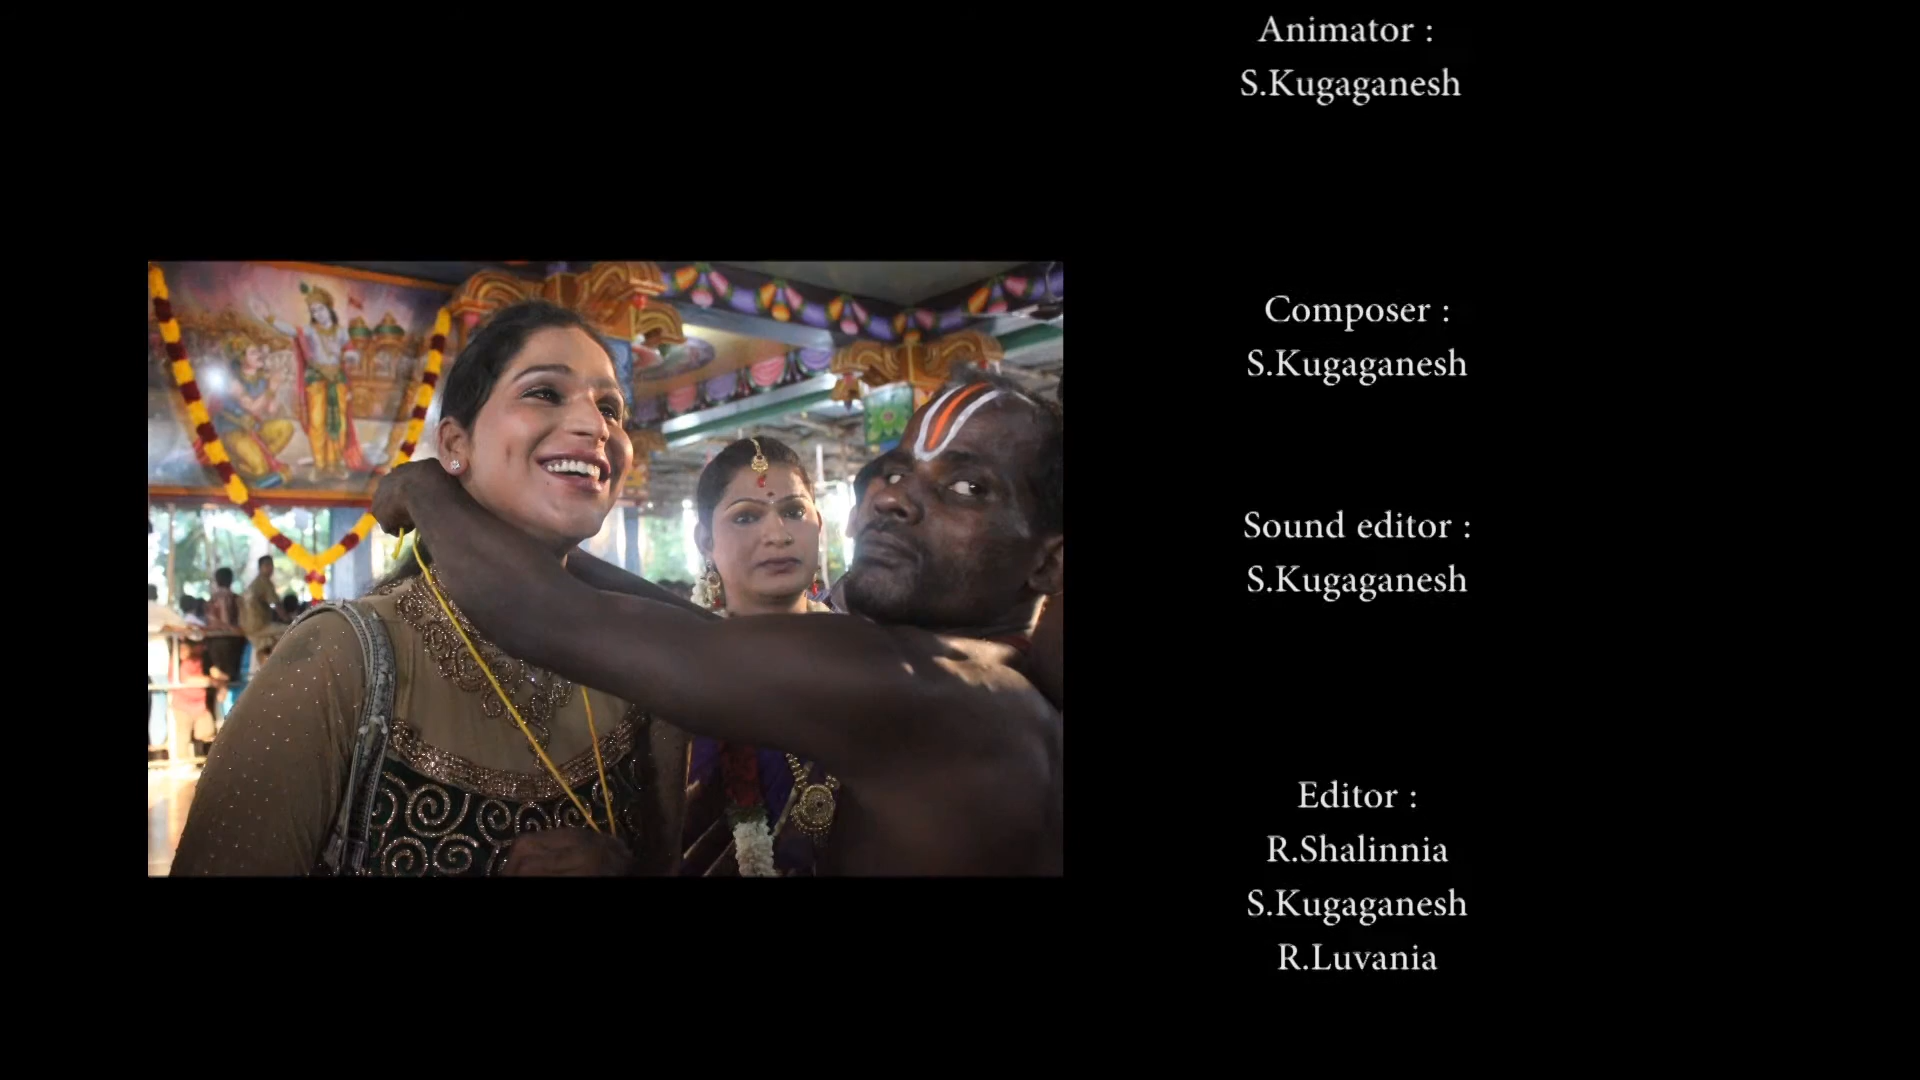 Animator :
S.Kugaganesh
Composer :
S.Kugaganesh
Sound editor :
S.Kugaganesh
Editor :
R.Shalinnia
S.Kugaganesh
R.Luvania